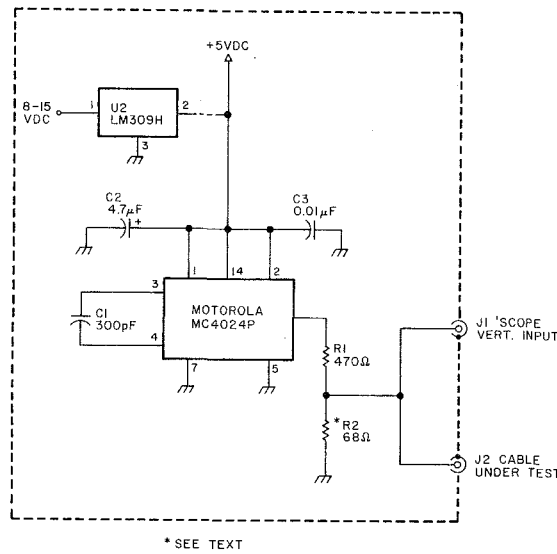 +5VDC
8-15
VDC
1
U2
LM309H
2
3
C2
4.7µF
+
C3
0.01µF
1
14
2
3
C1
300pF
4
MOTOROLA
MC4024P
7
5
R1
470Ω
*R2
68Ω
J1 'SCOPE
VERT. INPUT
J2 CABLE
UNDER TEST
* SEE TEXT